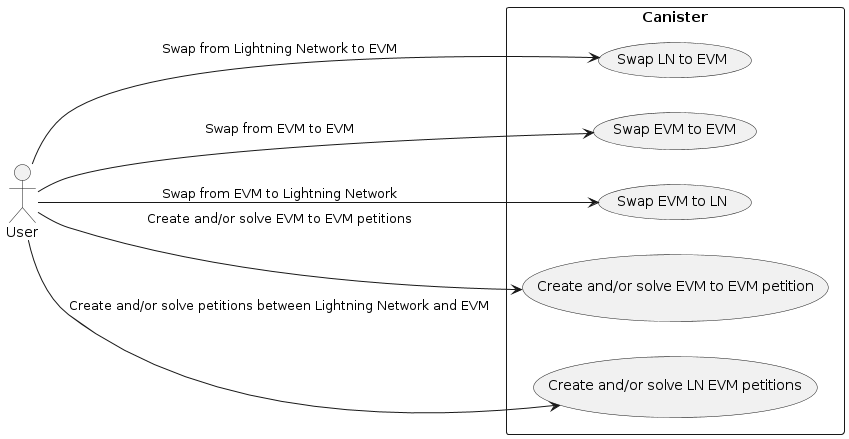 Canister
Swap from Lightning Network to EVM
Swap LN to EVM
Swap from EVM to EVM
Swap EVM to EVM
Swap from EVM to Lightning Network
Swap EVM to LN
Create and/or solve EVM to EVM petitions
User
Create and/or solve EVM to EVM petition
Create and/or solve petitions between Lightning Network and EVM
Create and/or solve LN EVM petitions